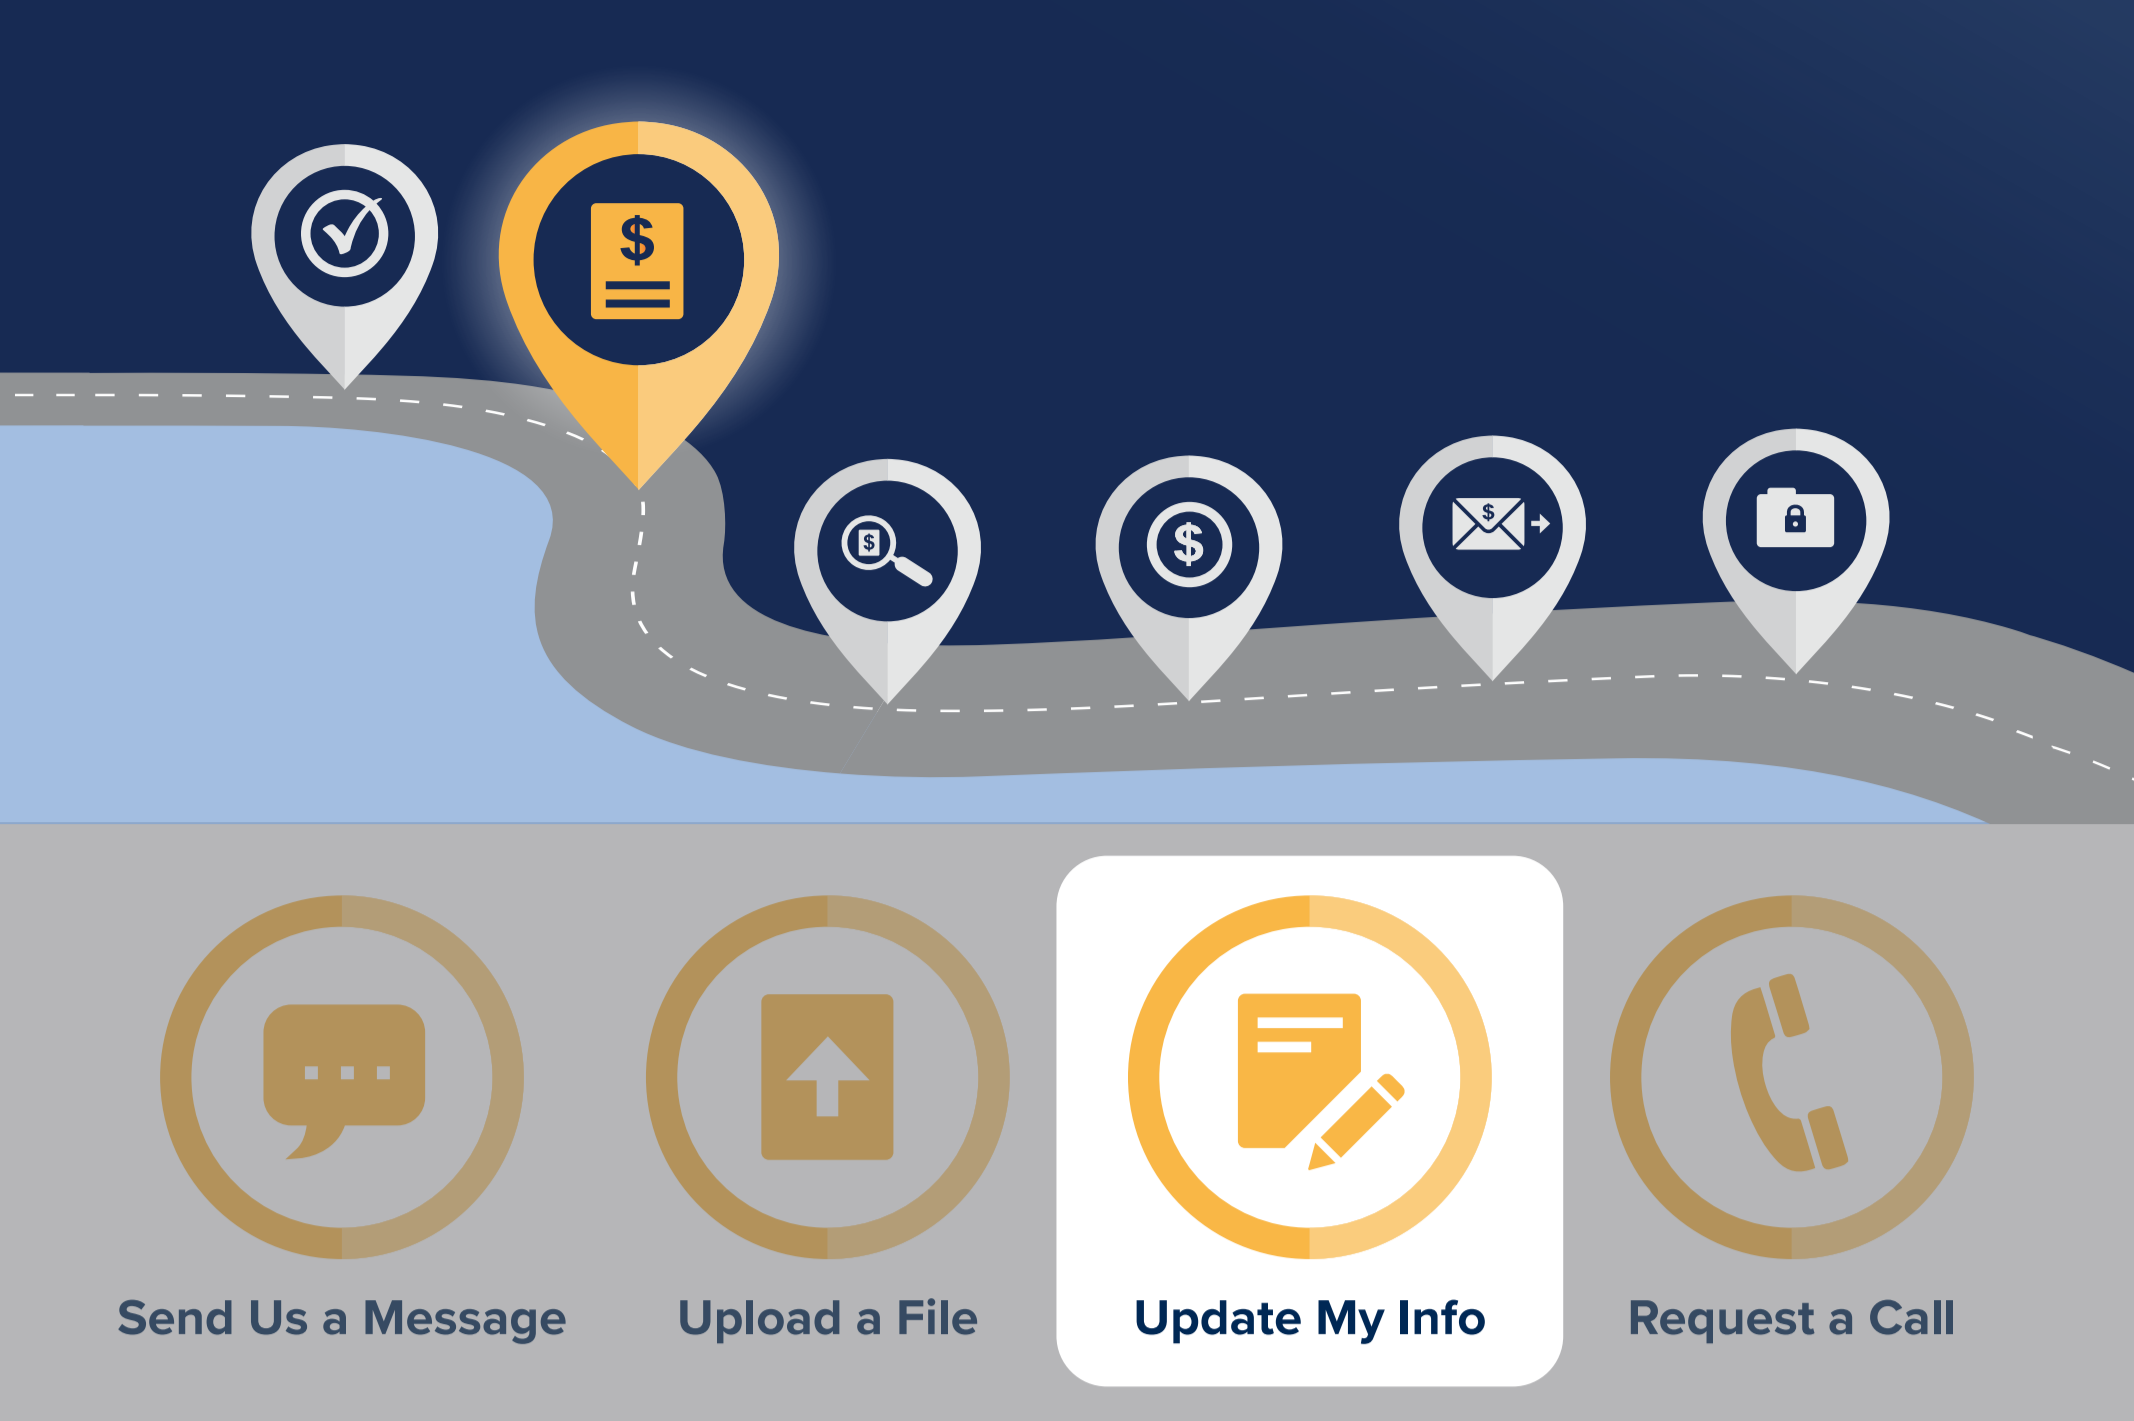 $
$
$
$
Send Us a Message
Upload a File
Update My Info
Request a Call